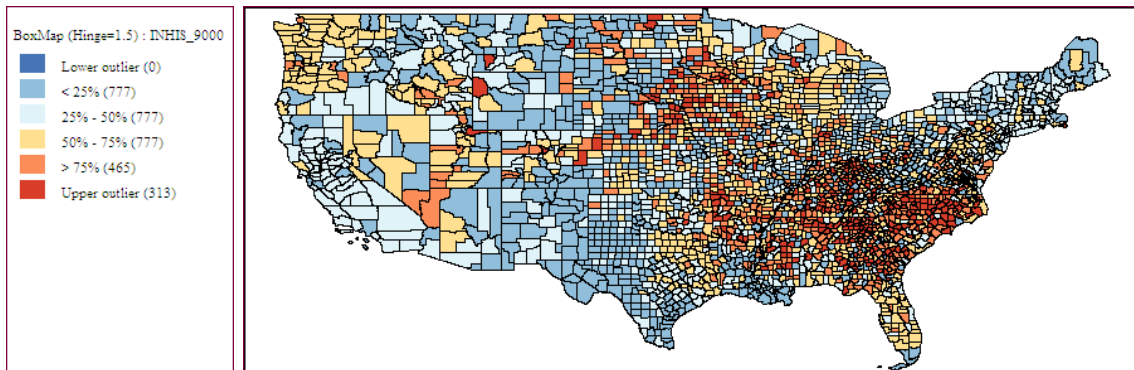 BoxMap (Hinge=1.5) : INHIS_9000
Lower outlier (0)
< 25% (777)
25% - 50% (777)
50% - 75% (777)
> 75% (465)
Upper outlier (313)